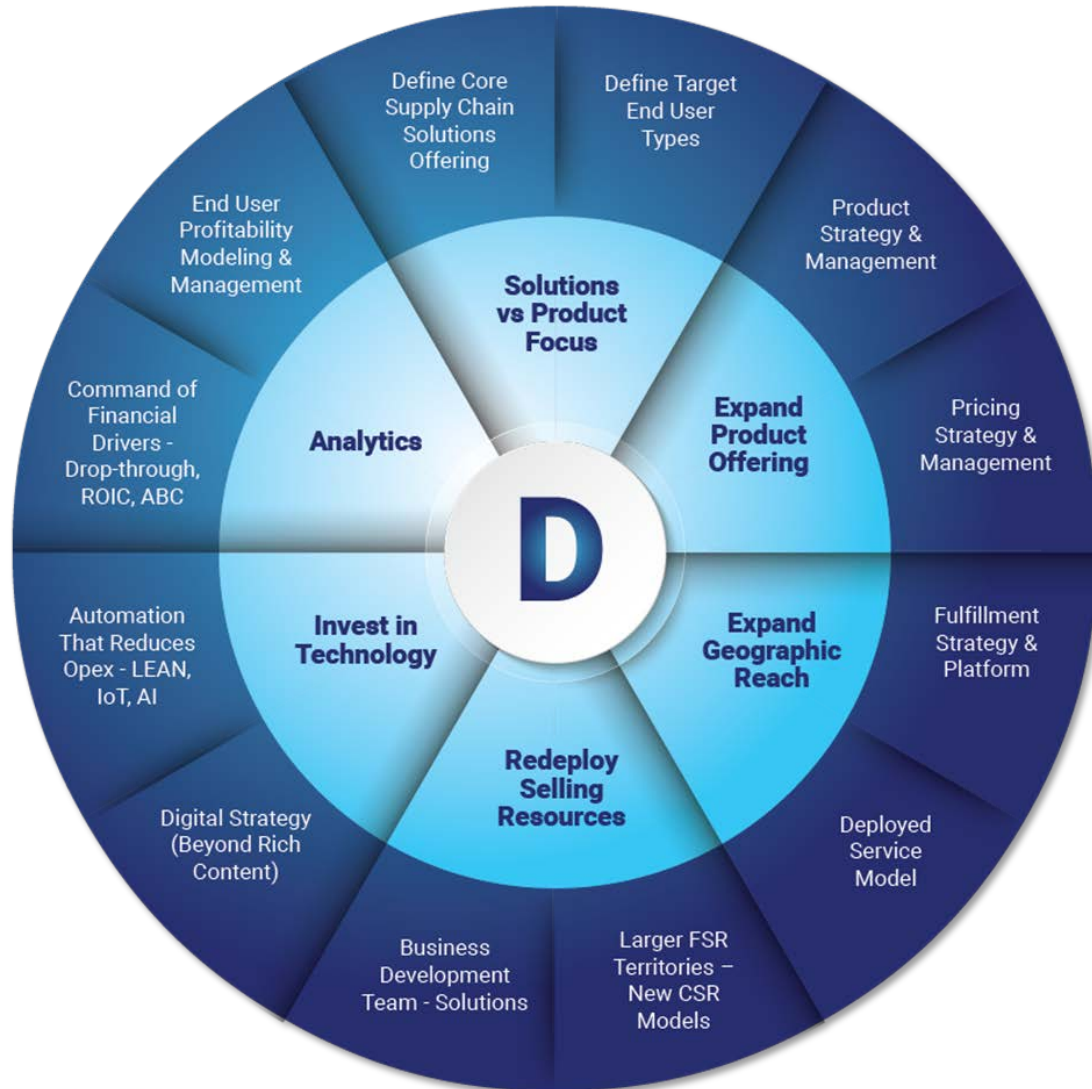 Define Core
Supply Chain
Solutions
Offering
Define Target
End User
Types
Product
Strategy &
Management
Pricing
Strategy &
Management
Fulfillment
Strategy &
Platform
Deployed
Service
Model
Larger FSR
Territories –
New CSR
Models
Business
Development
Team - Solutions
Digital Strategy
(Beyond Rich
Content)
Automation
That Reduces
Opex - LEAN,
IoT, AI
Command of
Financial
Drivers -
Drop-through,
ROIC, ABC
End User
Profitability
Modeling &
Management
Solutions
vs Product
Focus
Expand
Product
Offering
Expand
Geographic
Reach
Redeploy
Selling
Resources
Invest in
Technology
Analytics
D